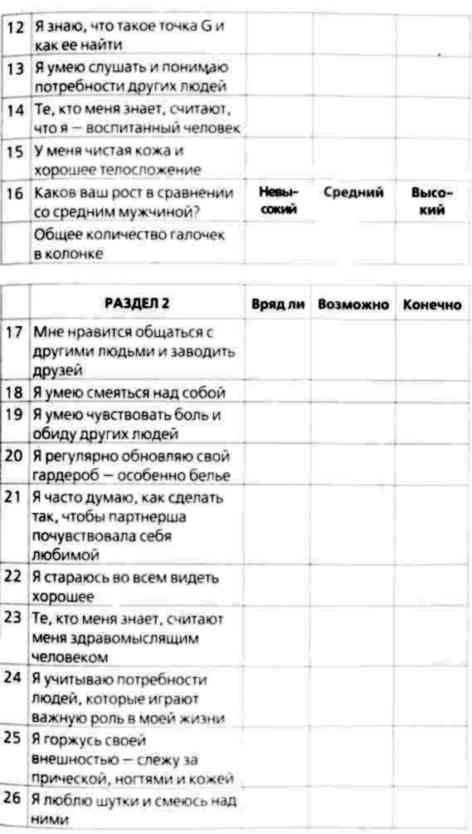 12 Я знаю, что такое точка G и
как ее найти
13 Я умею слушать и понимаю
потребности других людей
14 Те, кто меня знает, считают,
что я — воспитанный человек
15 У меня чистая кожа и
хорошее телосложение
16 Каков ваш рост в сравнении Невы- Средний Высо-
со средним мужчиной? сокий кий
Общее количество галочек
в колонке
РАЗДЕЛ 2 Вряд ли Возможно Конечно
17 Мне нравится общаться с
другими людьми и заводить
друзей
18 Я умею смеяться над собой
19 Я умею чувствовать боль и
обиду других людей
20 Я регулярно обновляю свой
гардероб — особенно белье
21 Я часто думаю, как сделать
так, чтобы партнерша
почувствовала себя
любимой
22 Я стараюсь во всем видеть
хорошее
23 Те, кто меня знает, считают
меня здравомыслящим
человеком
24 Я учитываю потребности
людей, которые играют
важную роль в моей жизни
25 Я горжусь своей
внешностью — слежу за
прической, ногтями и кожей
26 Я люблю шутки и смеюсь над
ними